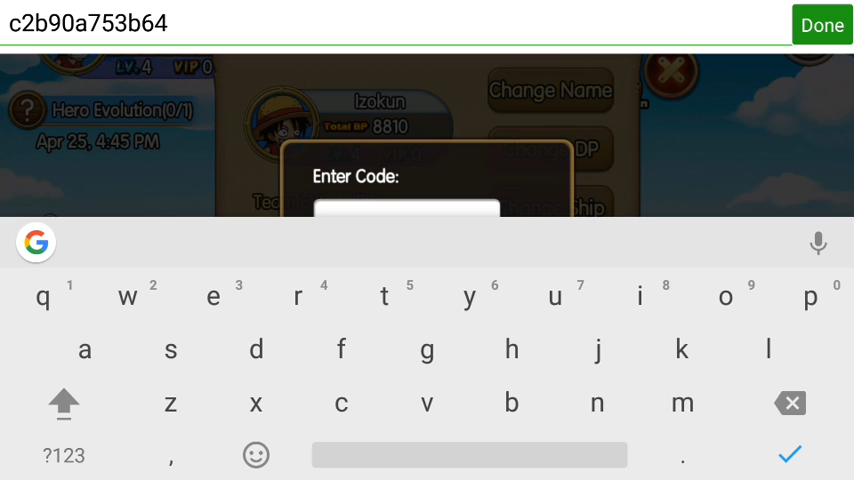 c2b90a753b64
Done
LV.4 VIP 0
? Hero Evolution(0/1)
Apr 25, 4:45 PM
Izokun
Total BP 8810
Change Name
DP
Ship
Enter Code:
G
q 1 w 2 e 3 r 4 t 5 y 6 u 7 i 8 o 9 p 0
a s d f g h j k l
z x c v b n m
?123 , .